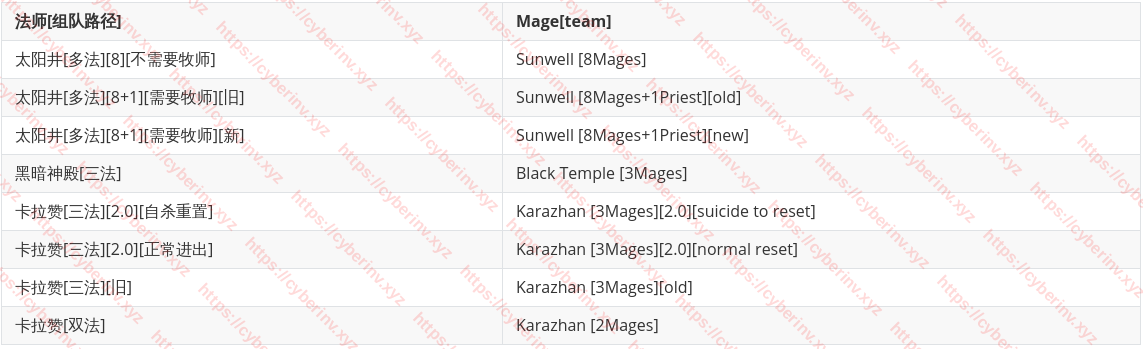 法师[组队路径] Mage[team]
太阳井[多法][8][不需要牧师] Sunwell [8Mages]
太阳井[多法][8+1][需要牧师][旧] Sunwell [8Mages+1Priest][old]
太阳井[多法][8+1][需要牧师][新] Sunwell [8Mages+1Priest][new]
黑暗神殿[三法] Black Temple [3Mages]
卡拉赞[三法][2.0][自杀重置] Karazhan [3Mages][2.0][suicide to reset]
卡拉赞[三法][2.0][正常进出] Karazhan [3Mages][2.0][normal reset]
卡拉赞[三法][旧] Karazhan [3Mages][old]
卡拉赞[双法] Karazhan [2Mages]
https://cyberinv.xyz